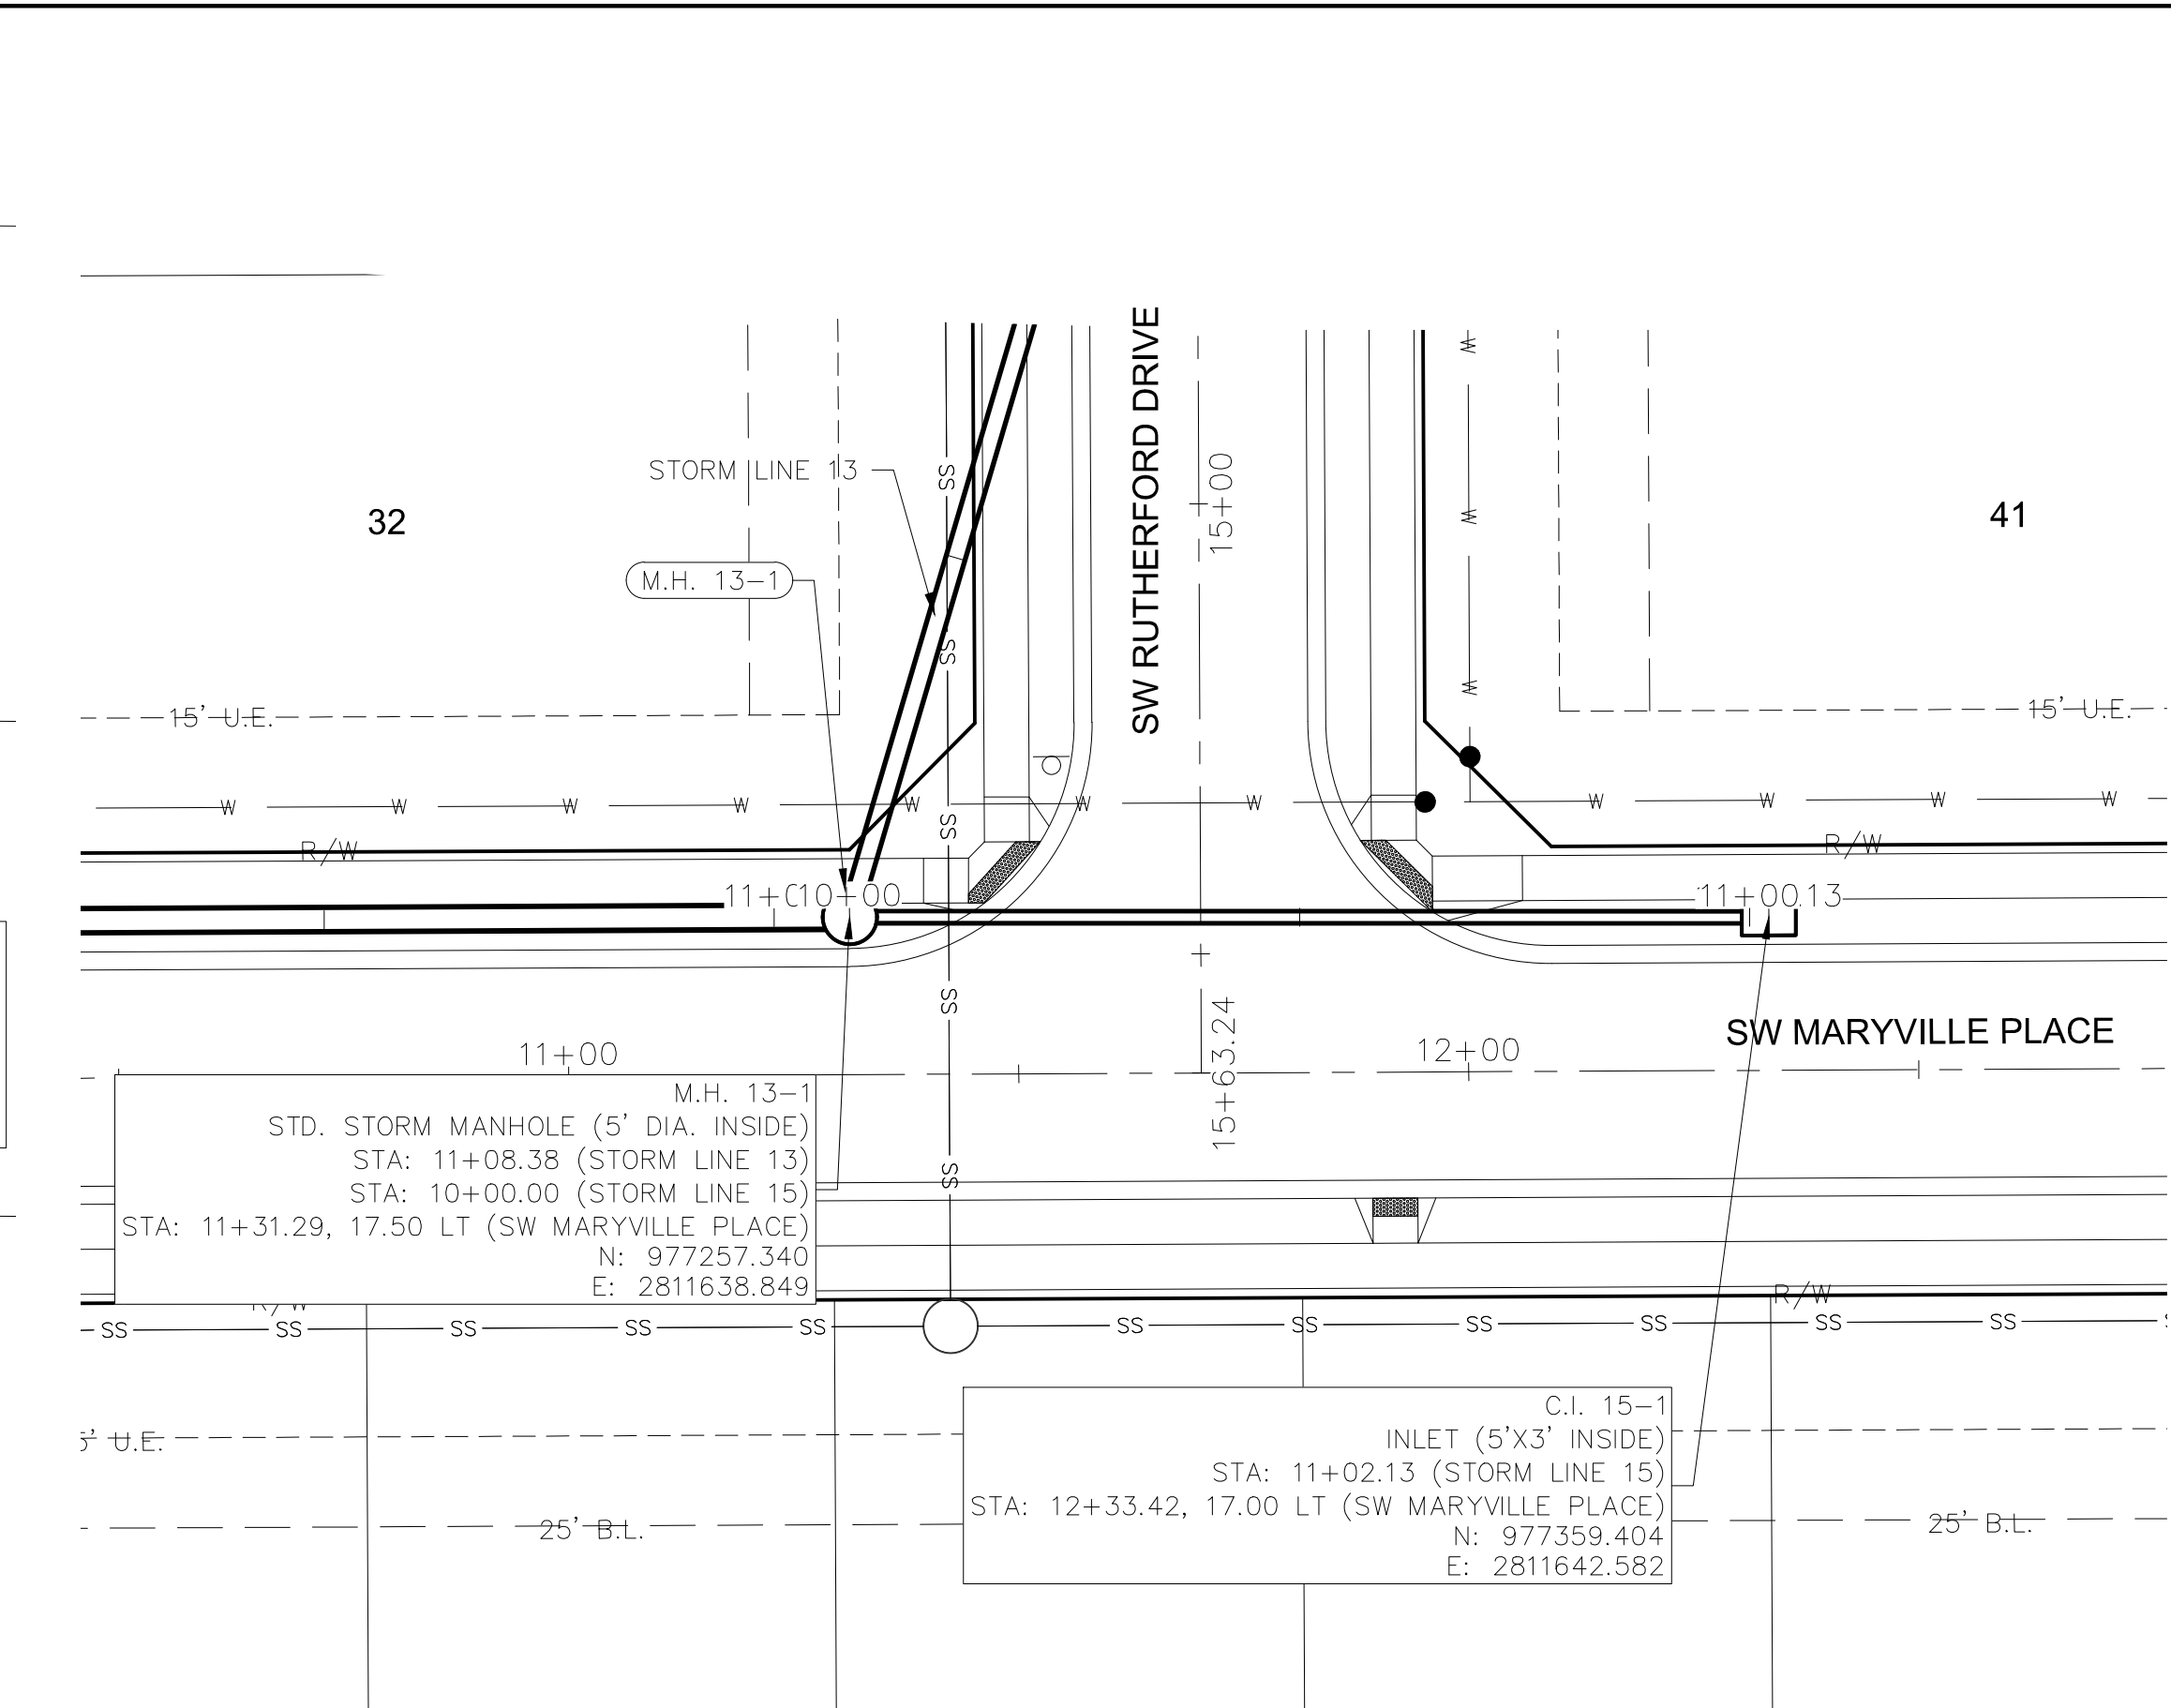 SW RUTHERFORD DRIVE
STORM LINE 13
SS
15+00
32
41
M.H. 13-1
SS
15' U.E.
15' U.E.
W W W W W W W W W W W
W
W
W
SS
R/W
R/W
10+00
SS
SW MARYVILLE PLACE
11+00
12+00
15+63.24
M.H. 13-1
STD. STORM MANHOLE (5' DIA. INSIDE)
STA: 11+08.38 (STORM LINE 13)
STA: 10+00.00 (STORM LINE 15)
STA: 11+31.29, 17.50 LT (SW MARYVILLE PLACE)
N: 977257.340
E: 2811638.849
SS
R/W
SS SS SS SS SS SS SS SS SS SS SS
C.I. 15-1
INLET (5'X3' INSIDE)
STA: 11+02.13 (STORM LINE 15)
STA: 12+33.42, 17.00 LT (SW MARYVILLE PLACE)
N: 977359.404
E: 2811642.582
U.E.
25' B.L.
25' B.L.